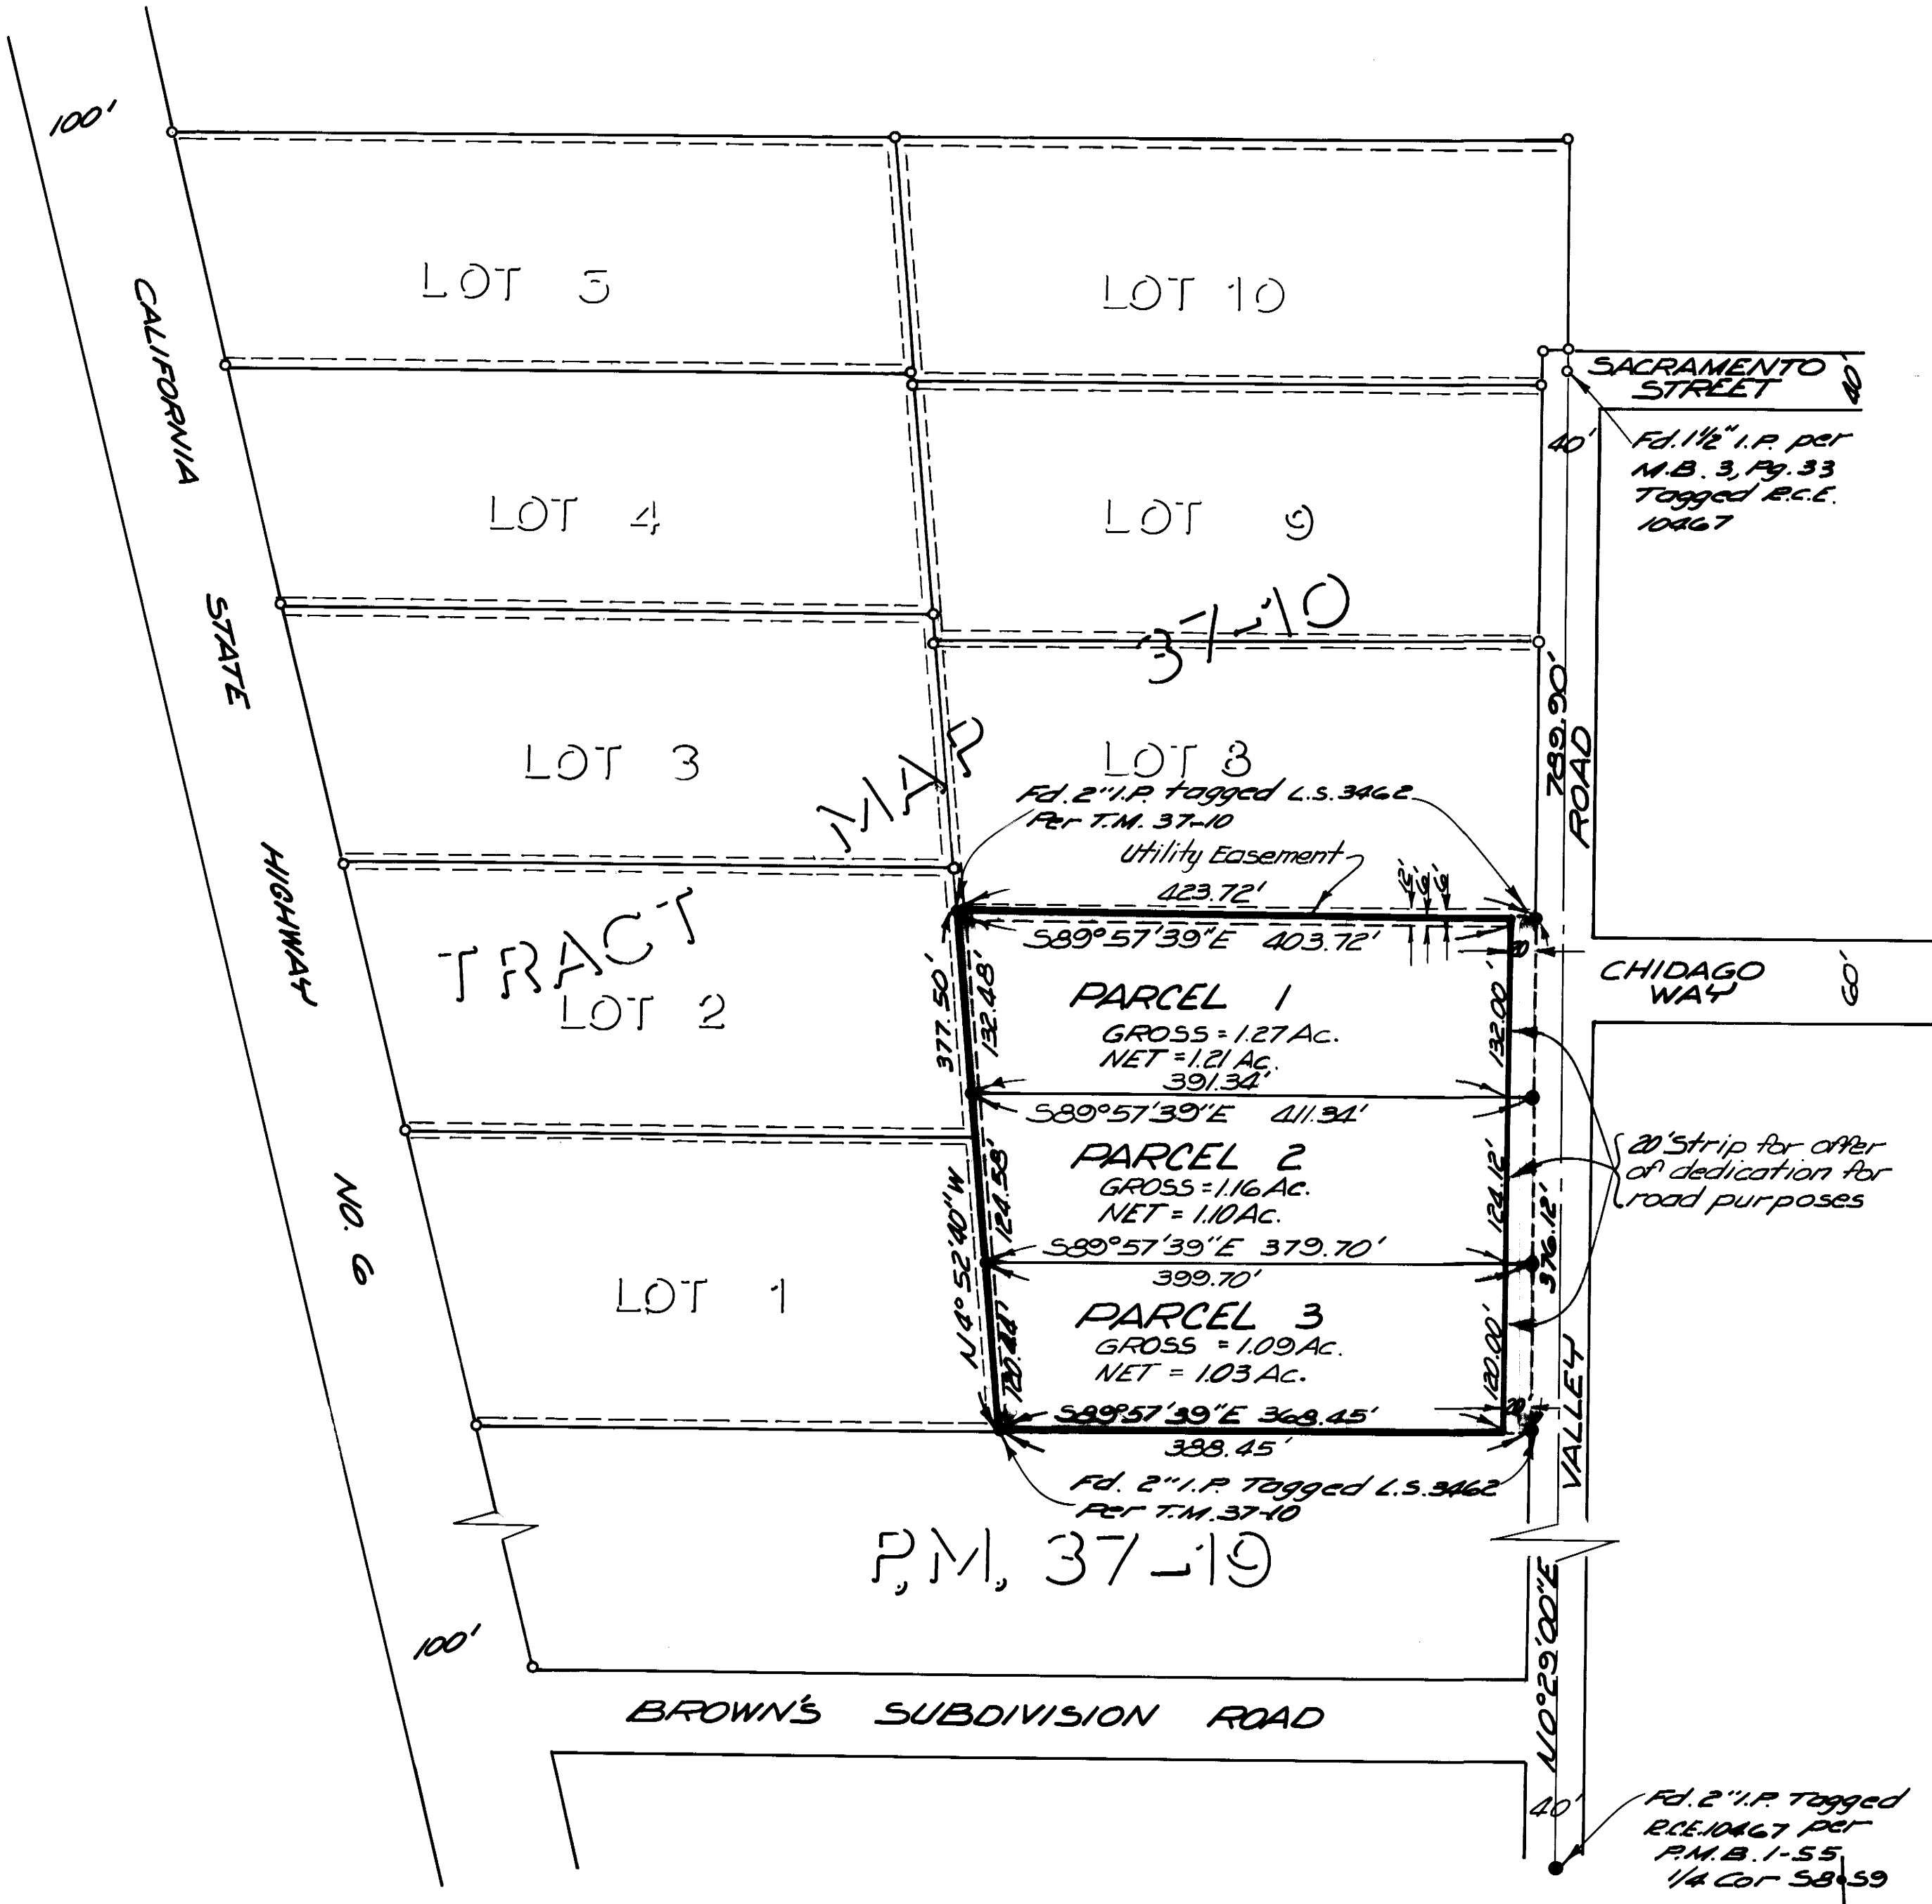 100'
CALIFORNIA STATE HIGHWAY NO. 6
LOT 5
LOT 10
SACRAMENTO
STREET
40'
40'
Fd. 1½" I.P. per
M.B. 3, Pg. 33
Tagged R.C.E.
10467
LOT 4
LOT 9
TRACT MAP 37-10
LOT 3
LOT 8
789.90'
VALLEY ROAD
Fd. 2" I.P. tagged L.S. 3462
Per T.M. 37-10
Utility Easement
12' 6' 6'
423.72'
S89°57'39"E 403.72'
20'
CHIDAGO
WAY
60'
LOT 2
377.50'
132.48'
PARCEL 1
GROSS = 1.27 Ac.
NET = 1.21 Ac.
132.00'
391.34'
S89°57'39"E 411.34'
N4°52'40"W
124.58'
PARCEL 2
GROSS = 1.16 Ac.
NET = 1.10 Ac.
124.12'
376.12'
20' Strip for offer
of dedication for
road purposes
S89°57'39"E 379.70'
399.70'
LOT 1
120.44'
PARCEL 3
GROSS = 1.09 Ac.
NET = 1.03 Ac.
120.00'
20'
S89°57'39"E 368.45'
388.45'
Fd. 2" I.P. Tagged L.S. 3462
Per T.M. 37-10
P.M. 37-19
N0°29'00"E
100'
BROWN'S SUBDIVISION ROAD
40'
Fd. 2" I.P. Tagged
R.C.E. 10467 per
P.M.B. 1-55
1/4 Cor S8 S9